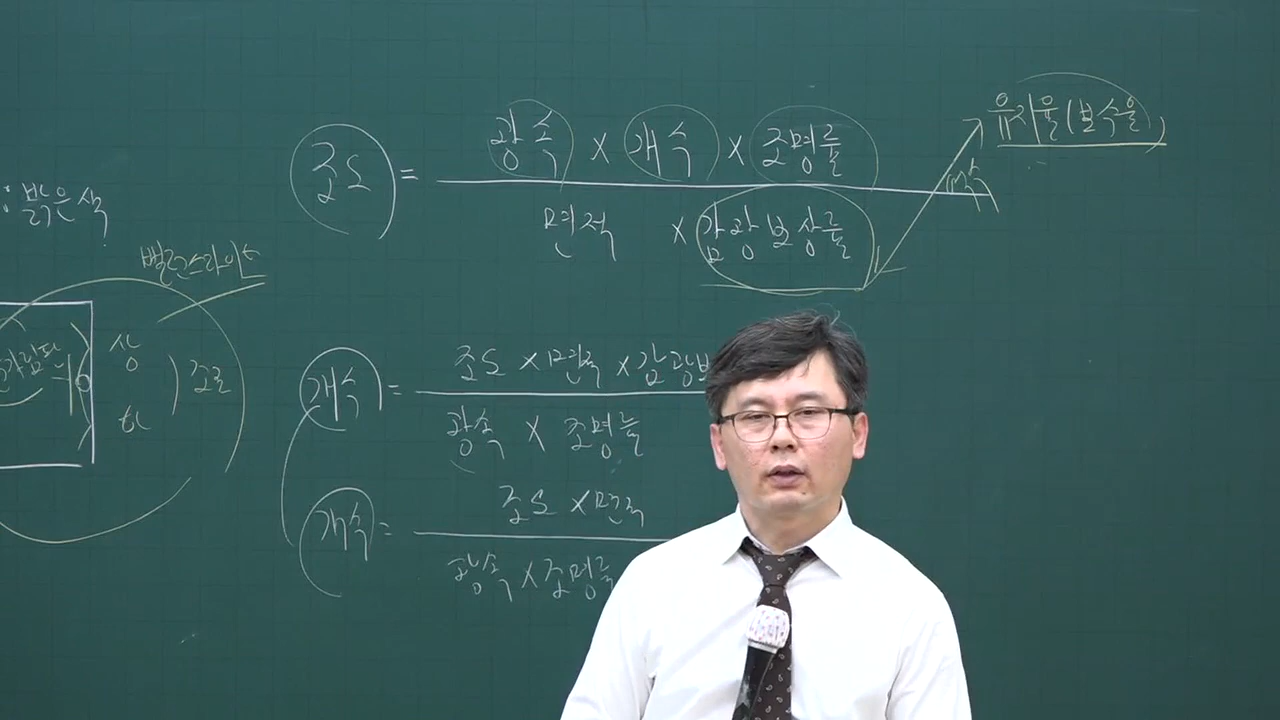 : 밝은색
벨런스라이트
상
하
조절
조도 = 광속 × 개수 × 조명률
면적 × 감광보상률
유지율(보수율)
역수
개수 = 조도 × 면적 × 감광보
광속 × 조명률
개수 = 조도 × 면적
광속 × 조명률